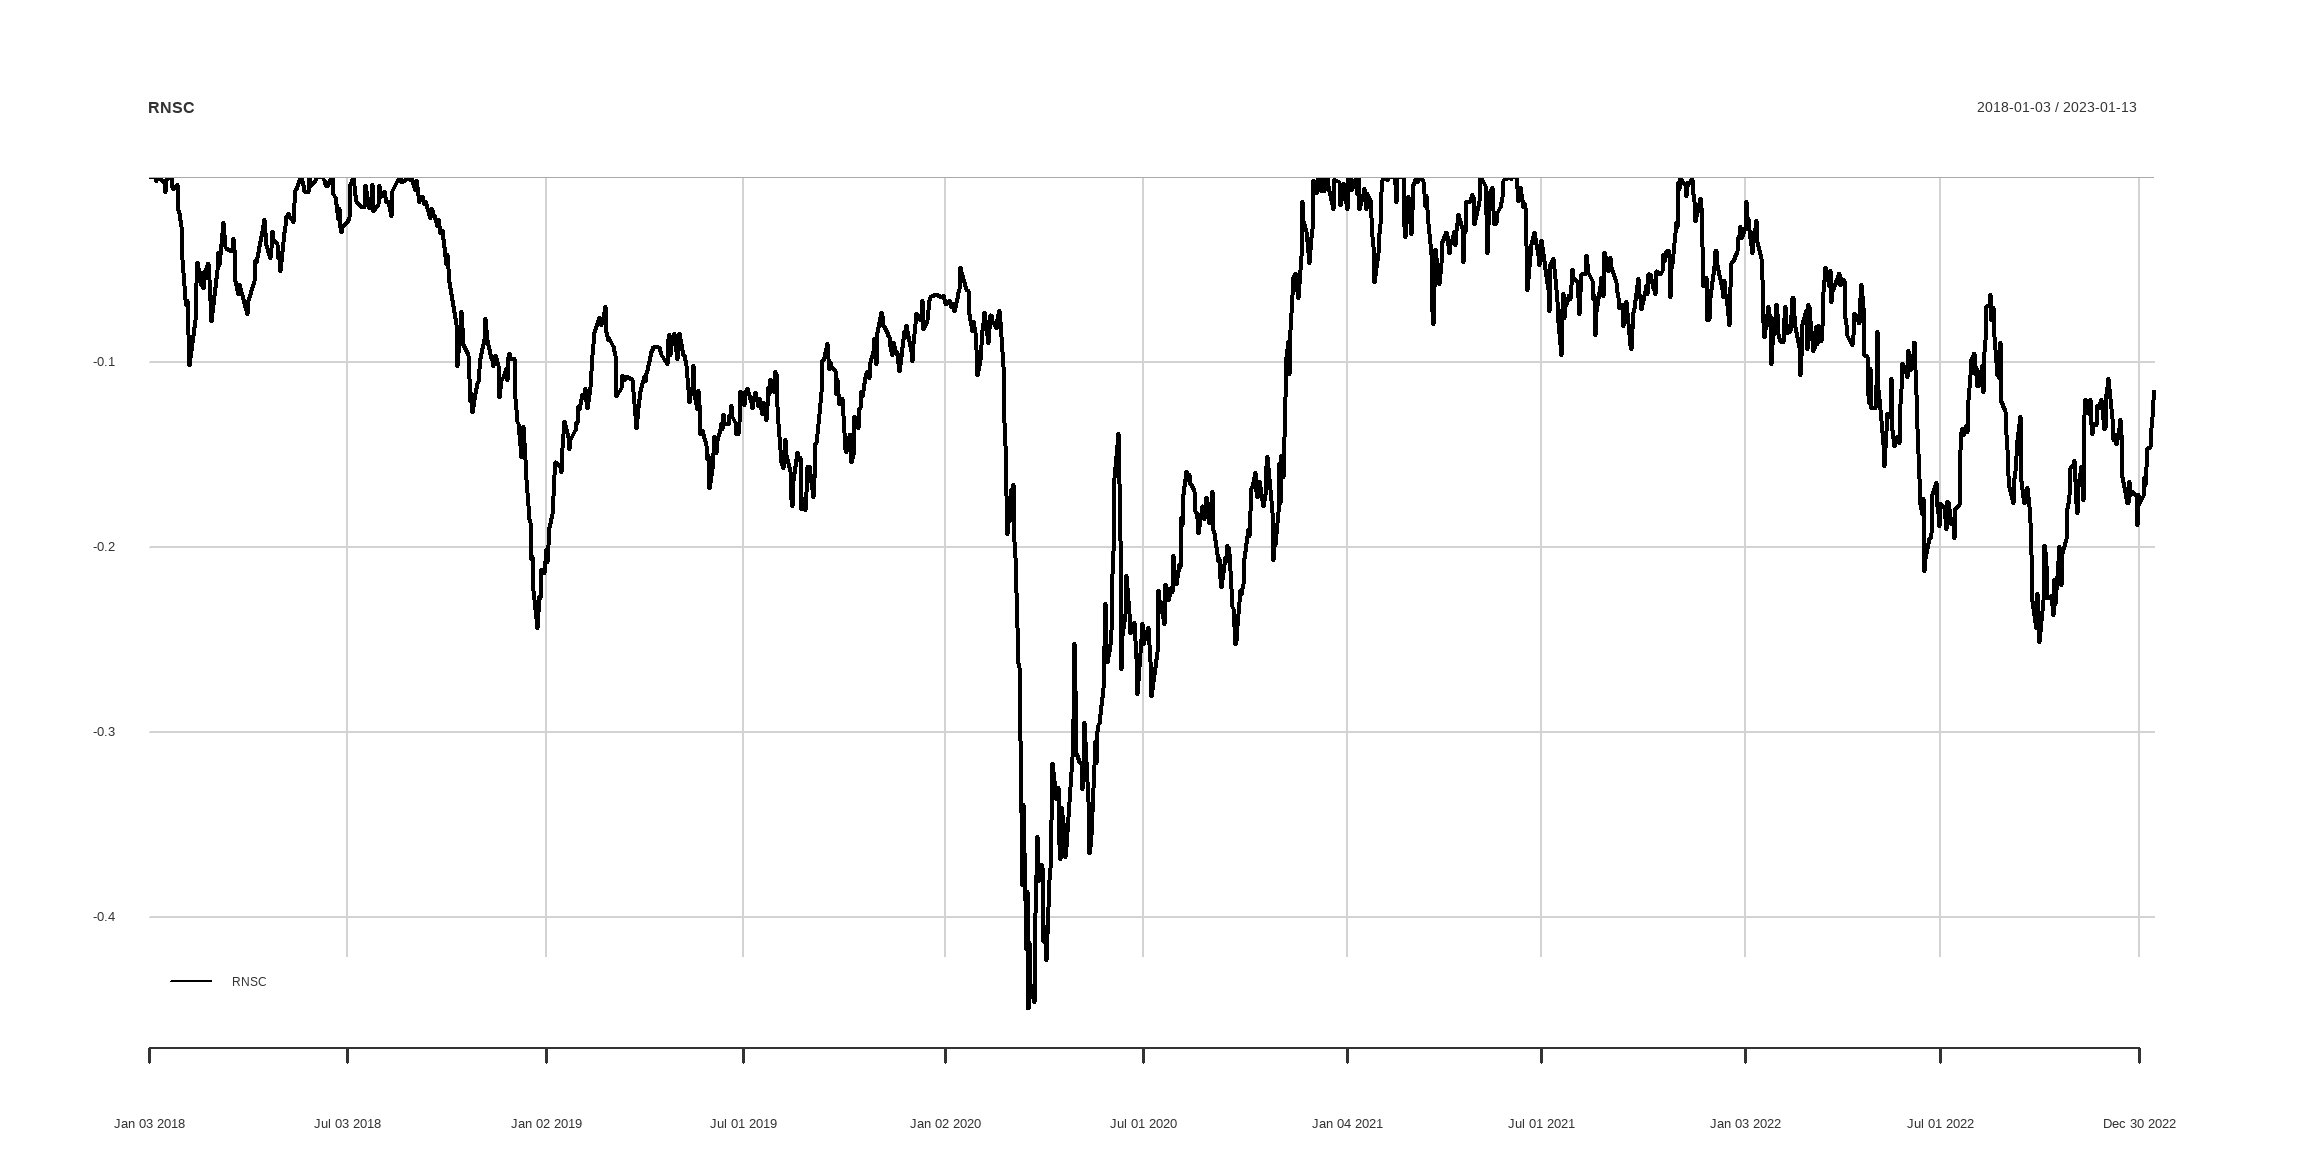 RNSC
2018-01-03 / 2023-01-13
-0.1
-0.2
-0.3
-0.4
RNSC
Jan 03 2018
Jul 03 2018
Jan 02 2019
Jul 01 2019
Jan 02 2020
Jul 01 2020
Jan 04 2021
Jul 01 2021
Jan 03 2022
Jul 01 2022
Dec 30 2022